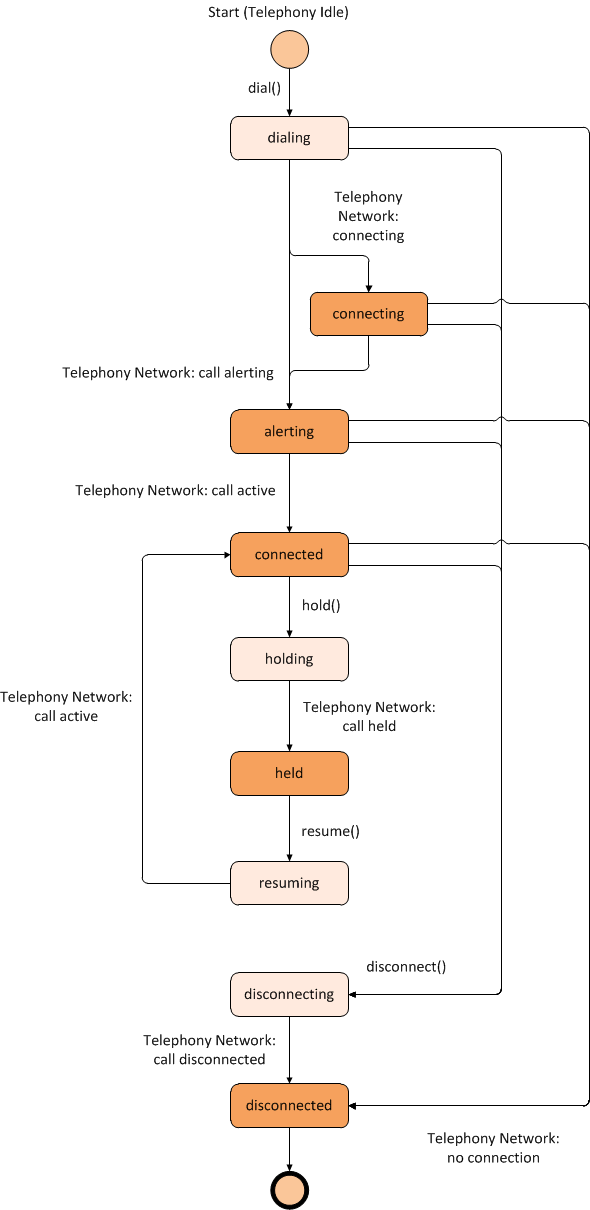 Start (Telephony Idle)
dial()
dialing
Telephony
Network:
connecting
connecting
Telephony Network: call alerting
alerting
Telephony Network: call active
connected
hold()
holding
Telephony Network:
call active
Telephony Network:
call held
held
resume()
resuming
disconnect()
disconnecting
Telephony Network:
call disconnected
disconnected
Telephony Network:
no connection